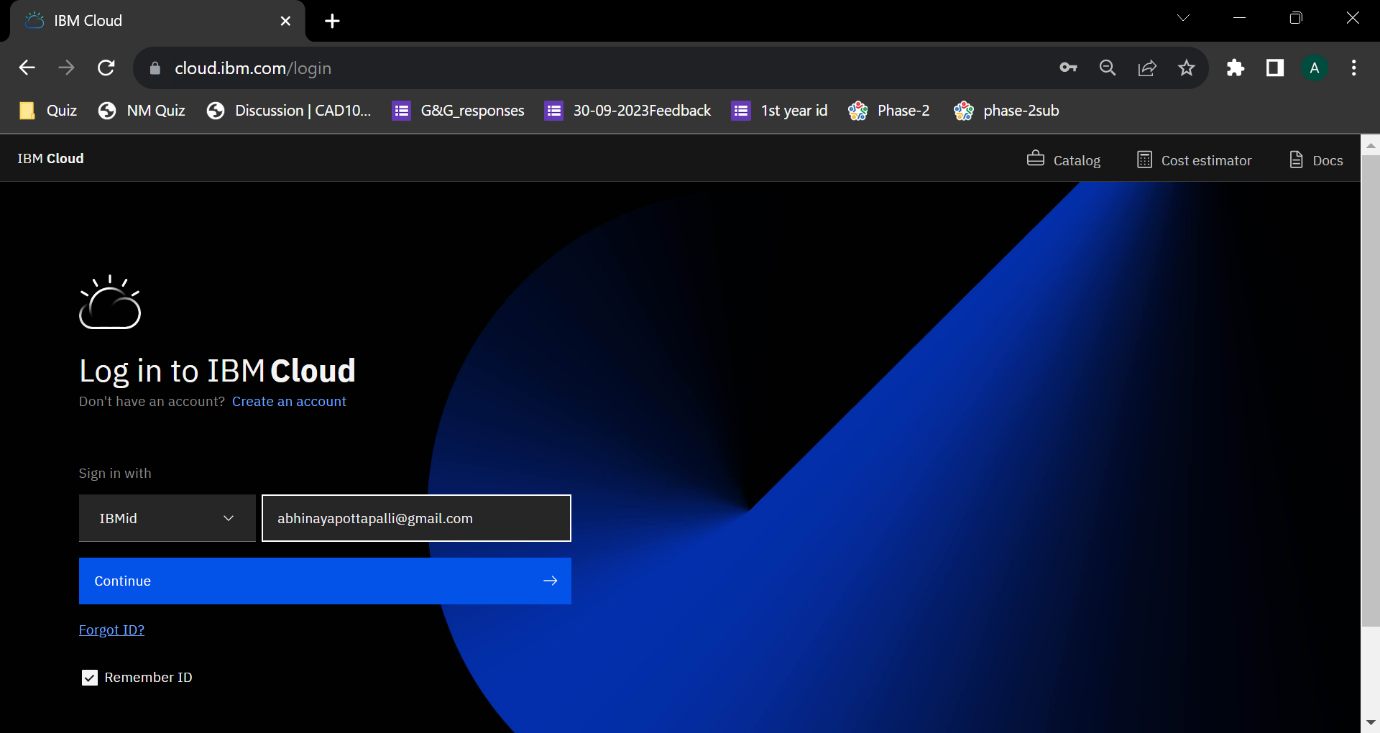 IBM Cloud
cloud.ibm.com/login
A
Quiz NM Quiz Discussion | CAD10... G&G_responses 30-09-2023Feedback 1st year id Phase-2 phase-2sub
IBM Cloud Catalog Cost estimator Docs
Log in to IBM Cloud
Don't have an account? Create an account
Sign in with
IBMid abhinayapottapalli@gmail.com
Continue
Forgot ID?
Remember ID